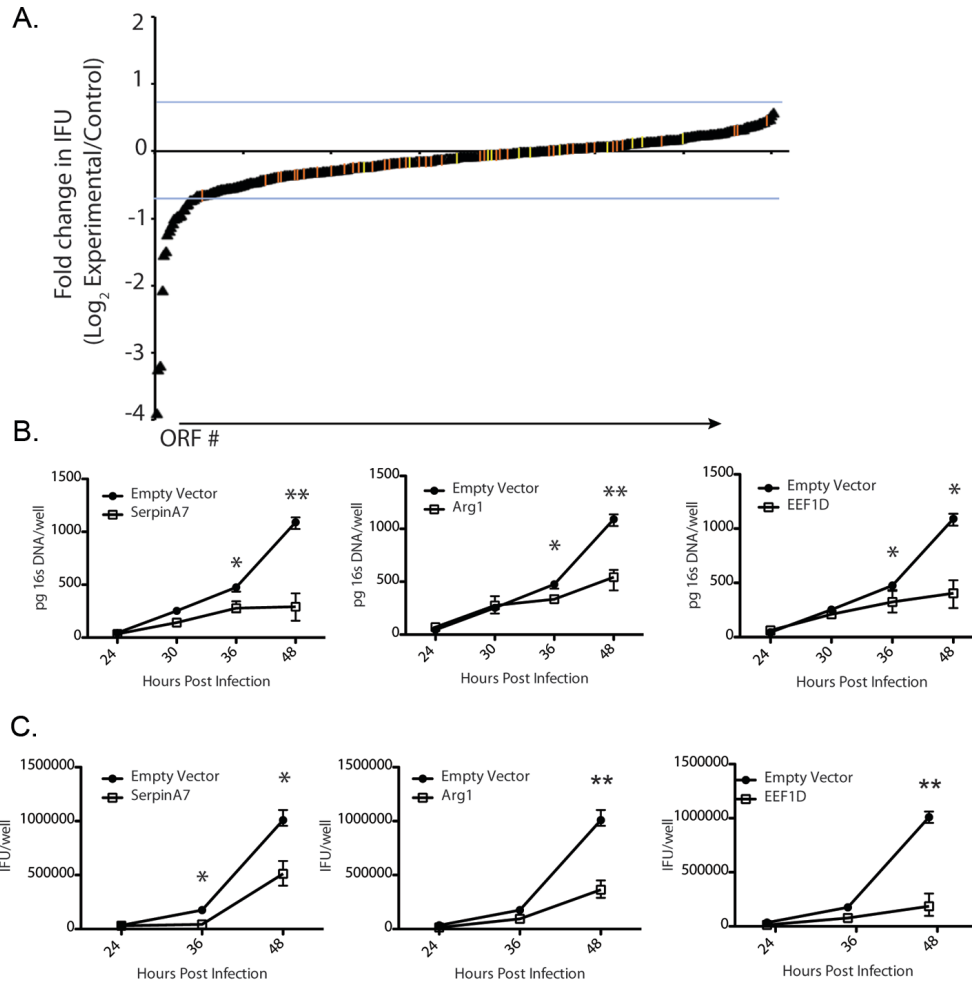 A.
Fold change in IFU
(Log2 Experimental/Control)
2
1
0
-1
-2
-3
-4
ORF #
B.
pg 16s DNA/well
1500
1000
500
0
Empty Vector
SerpinA7
*
**
24
30
36
48
Hours Post Infection
pg 16s DNA/well
1500
1000
500
0
Empty Vector
Arg1
*
**
24
30
36
48
Hours Post Infection
pg 16s DNA/well
1500
1000
500
0
Empty Vector
EEF1D
*
*
24
30
36
48
Hours Post Infection
C.
IFU/well
1500000
1000000
500000
0
Empty Vector
SerpinA7
*
*
24
36
48
Hours Post Infection
IFU/well
1500000
1000000
500000
0
Empty Vector
Arg1
**
24
36
48
Hours Post Infection
IFU/well
1500000
1000000
500000
0
Empty Vector
EEF1D
**
24
36
48
Hours Post Infection